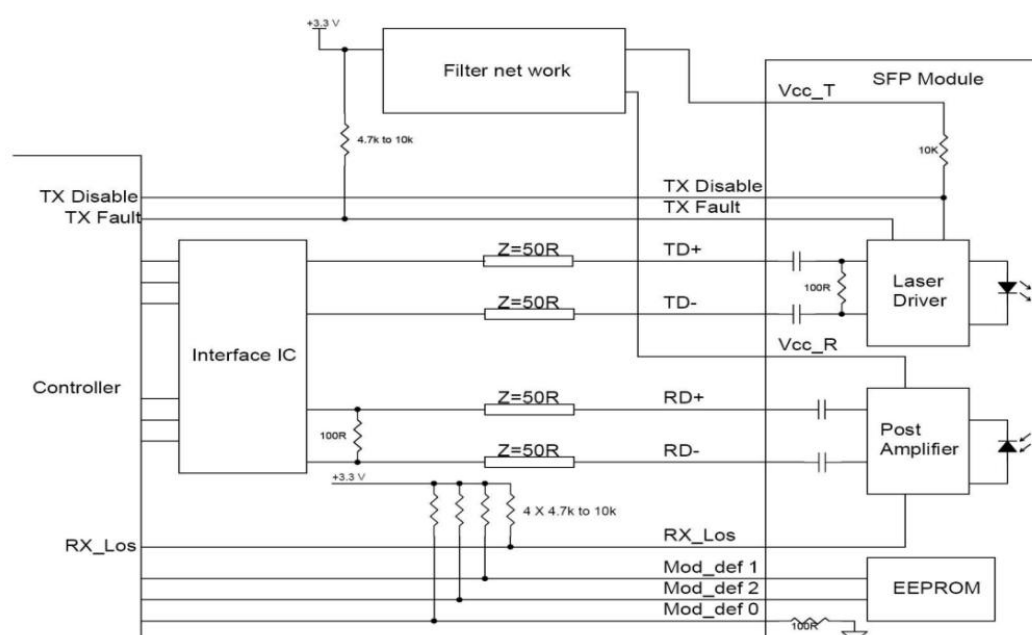 +3.3 V
Filter net work
SFP Module
Vcc_T
4.7k to 10k
10K
TX Disable
TX Disable
TX Fault
TX Fault
Z=50R
TD+
100R
Laser
Driver
Z=50R
TD-
Interface IC
Vcc_R
Controller
Z=50R
RD+
100R
Post
Amplifier
Z=50R
RD-
+3.3 V
4 X 4.7k to 10k
RX_Los
RX_Los
Mod_def 1
Mod_def 2
EEPROM
Mod_def 0
100R